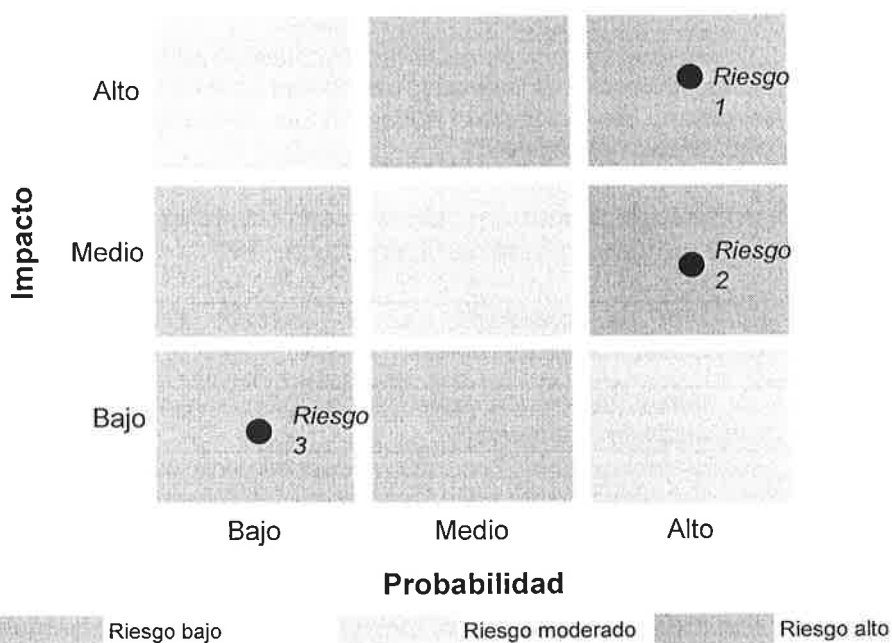 Impacto
Alto
Riesgo
1
Medio
Riesgo
2
Bajo
Riesgo
3
Bajo
Medio
Alto
Probabilidad
Riesgo bajo
Riesgo moderado
Riesgo alto